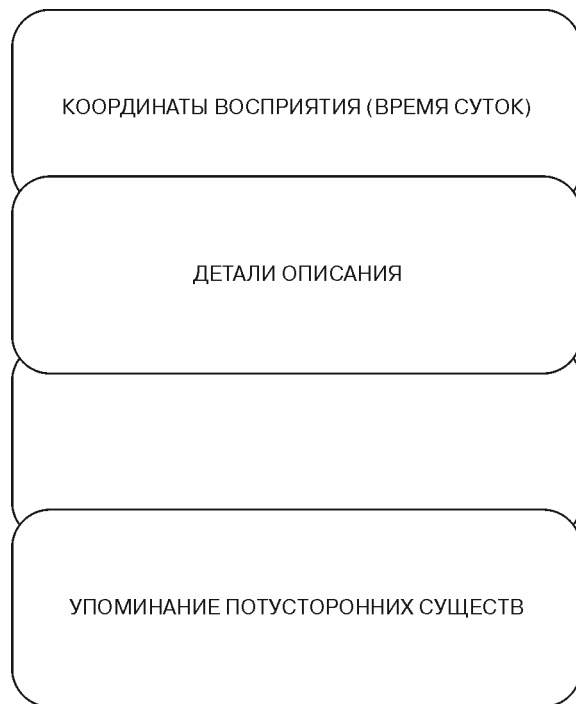 КООРДИНАТЫ ВОСПРИЯТИЯ (ВРЕМЯ СУТОК)
ДЕТАЛИ ОПИСАНИЯ
УПОМИНАНИЕ ПОТУСТОРОННИХ СУЩЕСТВ